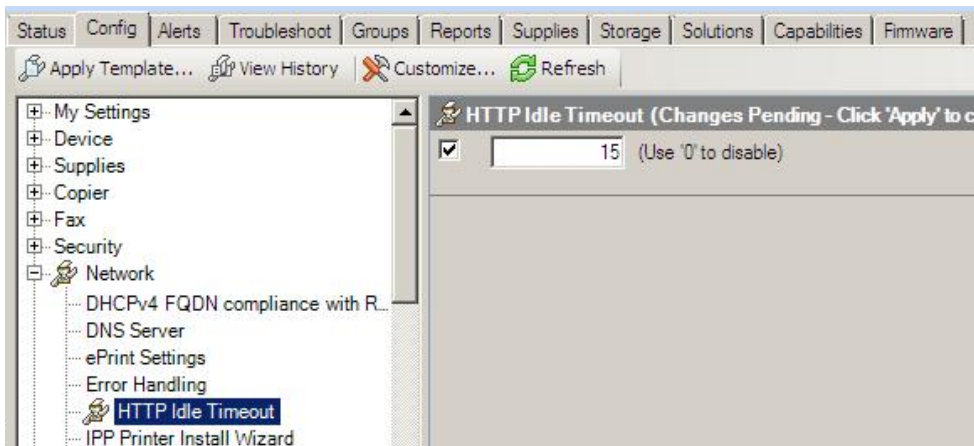 Status Config Alerts Troubleshoot Groups Reports Supplies Storage Solutions Capabilities Firmware
Apply Template... View History Customize... Refresh
My Settings
Device
Supplies
Copier
Fax
Security
Network
DHCPv4 FQDN compliance with R...
DNS Server
ePrint Settings
Error Handling
HTTP Idle Timeout
IPP Printer Install Wizard
HTTP Idle Timeout (Changes Pending - Click 'Apply' to c
15 (Use '0' to disable)